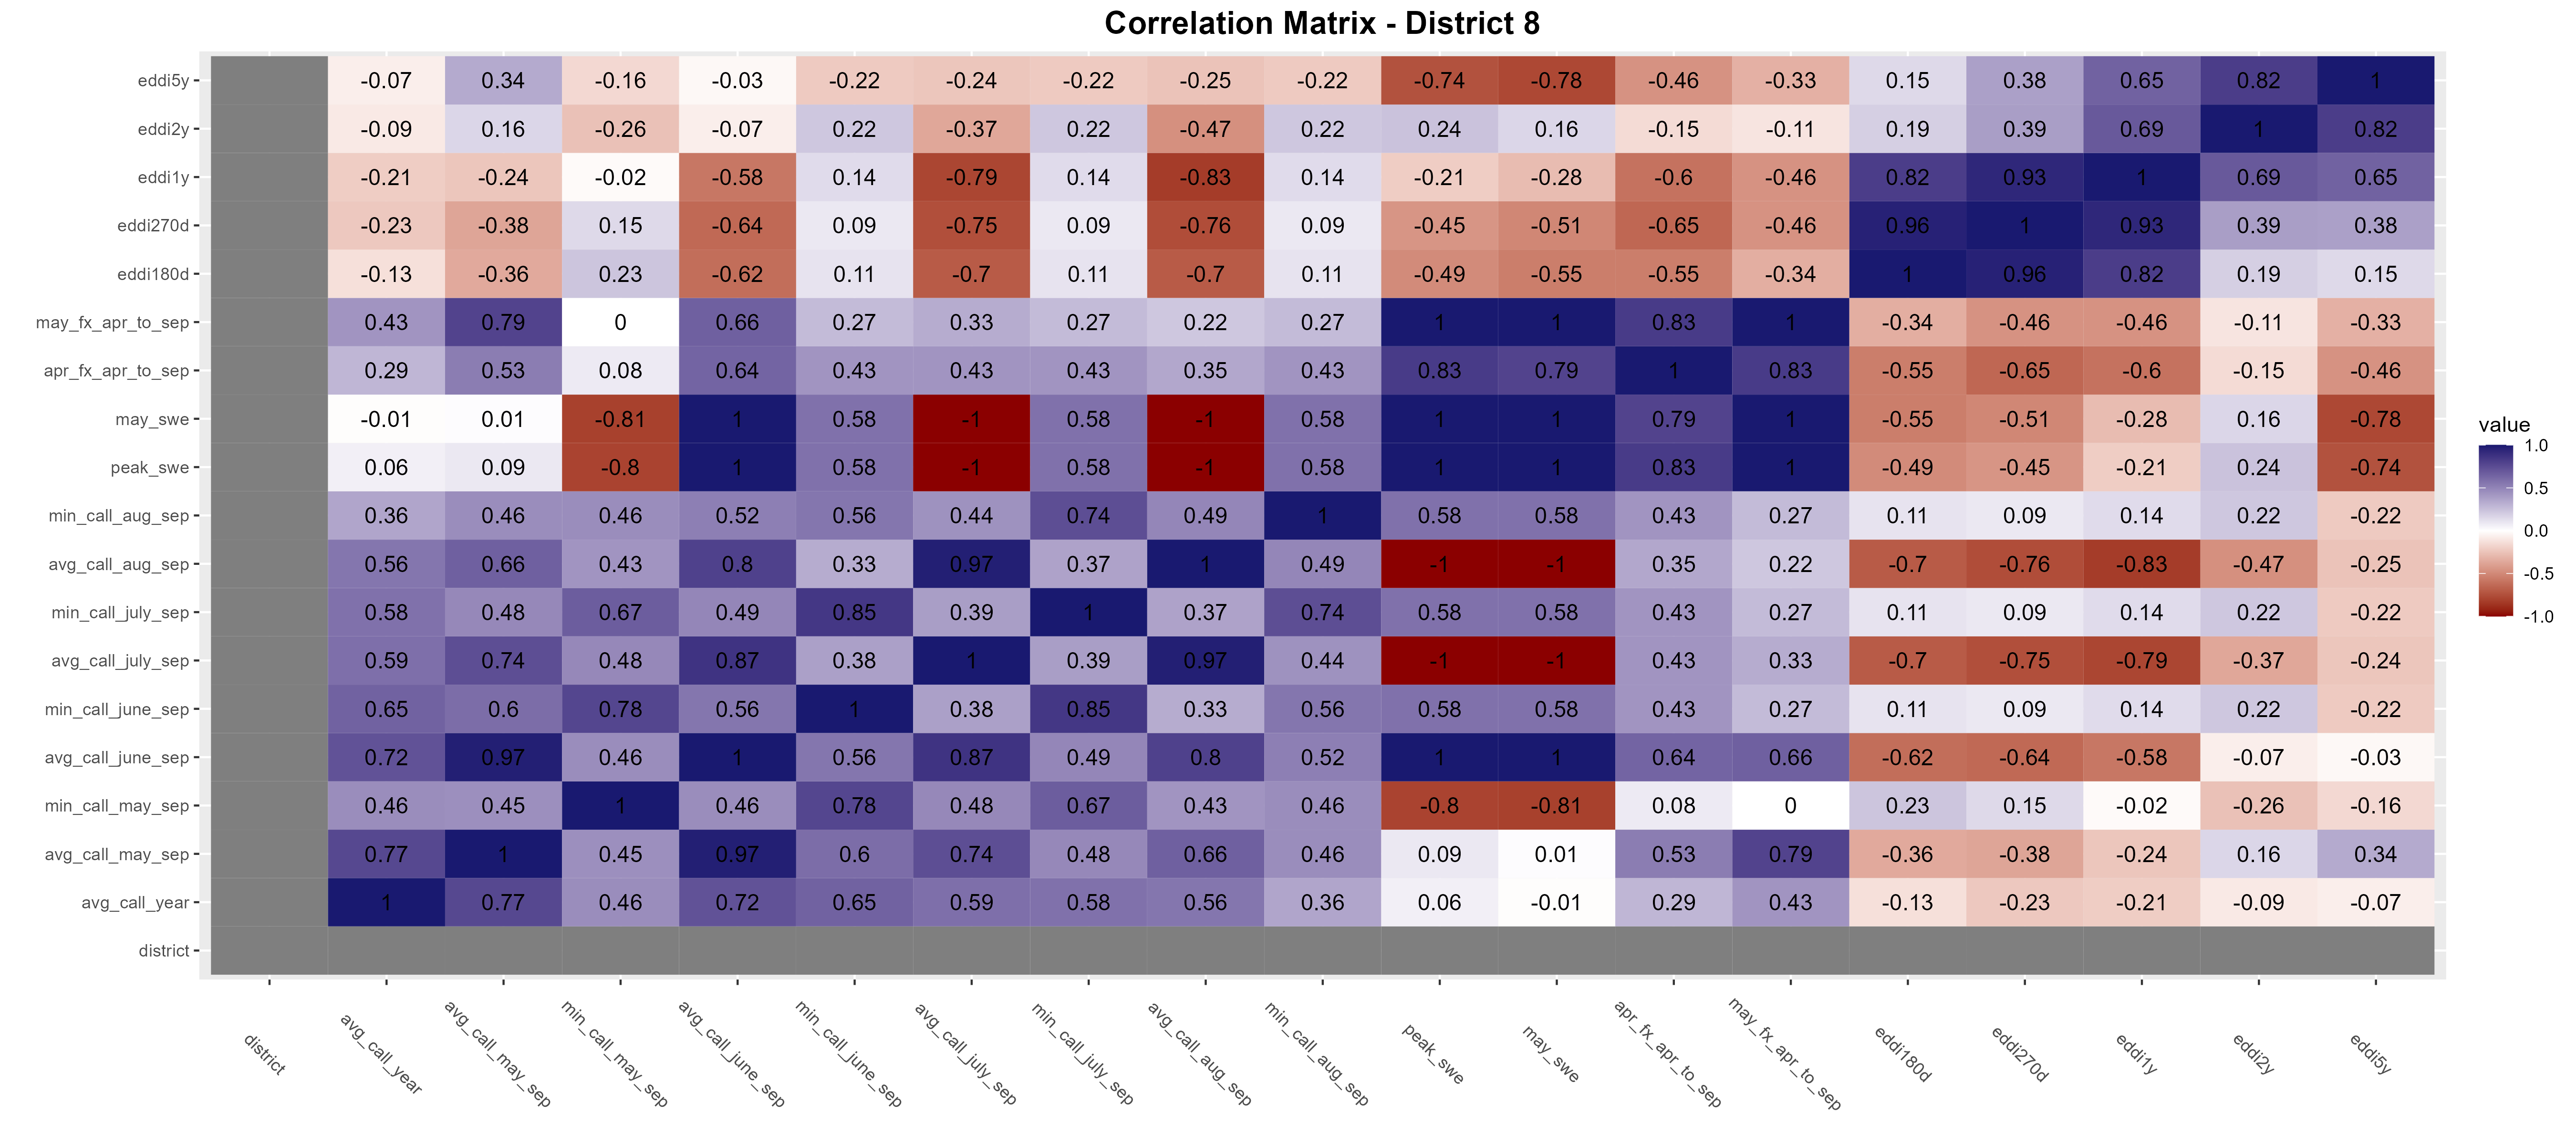 Correlation Matrix - District 8
eddi5y -0.07 0.34 -0.16 -0.03 -0.22 -0.24 -0.22 -0.25 -0.22 -0.74 -0.78 -0.46 -0.33 0.15 0.38 0.65 0.82 1
eddi2y -0.09 0.16 -0.26 -0.07 0.22 -0.37 0.22 -0.47 0.22 0.24 0.16 -0.15 -0.11 0.19 0.39 0.69 1 0.82
eddi1y -0.21 -0.24 -0.02 -0.58 0.14 -0.79 0.14 -0.83 0.14 -0.21 -0.28 -0.6 -0.46 0.82 0.93 1 0.69 0.65
eddi270d -0.23 -0.38 0.15 -0.64 0.09 -0.75 0.09 -0.76 0.09 -0.45 -0.51 -0.65 -0.46 0.96 1 0.93 0.39 0.38
eddi180d -0.13 -0.36 0.23 -0.62 0.11 -0.7 0.11 -0.7 0.11 -0.49 -0.55 -0.55 -0.34 1 0.96 0.82 0.19 0.15
may_fx_apr_to_sep 0.43 0.79 0 0.66 0.27 0.33 0.27 0.22 0.27 1 1 0.83 1 -0.34 -0.46 -0.46 -0.11 -0.33
apr_fx_apr_to_sep 0.29 0.53 0.08 0.64 0.43 0.43 0.43 0.35 0.43 0.83 0.79 1 0.83 -0.55 -0.65 -0.6 -0.15 -0.46
may_swe -0.01 0.01 -0.81 1 0.58 -1 0.58 -1 0.58 1 1 0.79 1 -0.55 -0.51 -0.28 0.16 -0.78
peak_swe 0.06 0.09 -0.8 1 0.58 -1 0.58 -1 0.58 1 1 0.83 1 -0.49 -0.45 -0.21 0.24 -0.74
min_call_aug_sep 0.36 0.46 0.46 0.52 0.56 0.44 0.74 0.49 1 0.58 0.58 0.43 0.27 0.11 0.09 0.14 0.22 -0.22
avg_call_aug_sep 0.56 0.66 0.43 0.8 0.33 0.97 0.37 1 0.49 -1 -1 0.35 0.22 -0.7 -0.76 -0.83 -0.47 -0.25
min_call_july_sep 0.58 0.48 0.67 0.49 0.85 0.39 1 0.37 0.74 0.58 0.58 0.43 0.27 0.11 0.09 0.14 0.22 -0.22
avg_call_july_sep 0.59 0.74 0.48 0.87 0.38 1 0.39 0.97 0.44 -1 -1 0.43 0.33 -0.7 -0.75 -0.79 -0.37 -0.24
min_call_june_sep 0.65 0.6 0.78 0.56 1 0.38 0.85 0.33 0.56 0.58 0.58 0.43 0.27 0.11 0.09 0.14 0.22 -0.22
avg_call_june_sep 0.72 0.97 0.46 1 0.56 0.87 0.49 0.8 0.52 1 1 0.64 0.66 -0.62 -0.64 -0.58 -0.07 -0.03
min_call_may_sep 0.46 0.45 1 0.46 0.78 0.48 0.67 0.43 0.46 -0.8 -0.81 0.08 0 0.23 0.15 -0.02 -0.26 -0.16
avg_call_may_sep 0.77 1 0.45 0.97 0.6 0.74 0.48 0.66 0.46 0.09 0.01 0.53 0.79 -0.36 -0.38 -0.24 0.16 0.34
avg_call_year 1 0.77 0.46 0.72 0.65 0.59 0.58 0.56 0.36 0.06 -0.01 0.29 0.43 -0.13 -0.23 -0.21 -0.09 -0.07
district
district avg_call_year avg_call_may_sep min_call_may_sep avg_call_june_sep min_call_june_sep avg_call_july_sep min_call_july_sep avg_call_aug_sep min_call_aug_sep peak_swe may_swe apr_fx_apr_to_sep may_fx_apr_to_sep eddi180d eddi270d eddi1y eddi2y eddi5y
value
1.0
0.5
0.0
-0.5
-1.0